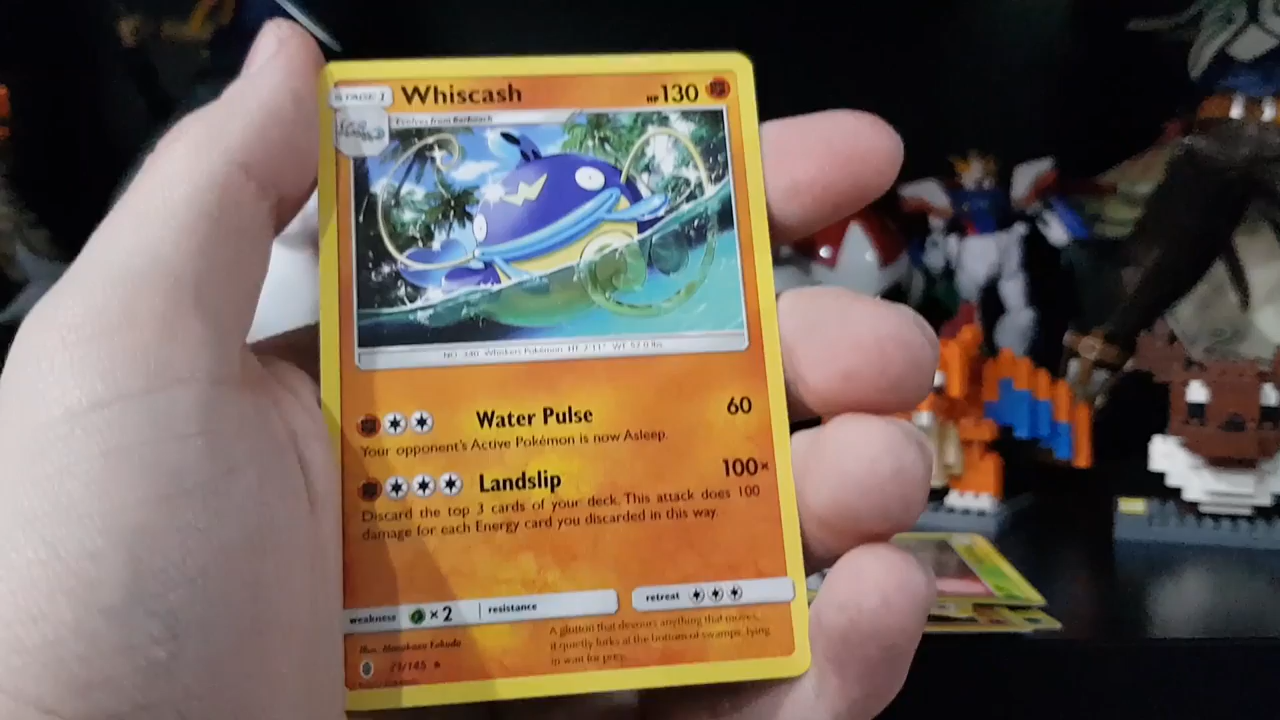 STAGE 1 Whiscash HP 130
Evolves from Barboach
NO. 340 Whiskers Pokémon HT: 2'11" WT: 52.0 lbs.
Water Pulse 60
Your opponent's Active Pokémon is now Asleep.
Landslip 100×
Discard the top 3 cards of your deck. This attack does 100
damage for each Energy card you discarded in this way.
weakness ×2 resistance retreat
A glutton that devours anything that moves,
it quietly lurks at the bottom of swamps, lying
in wait for prey.
Illus. Masakazu Fukuda
/145